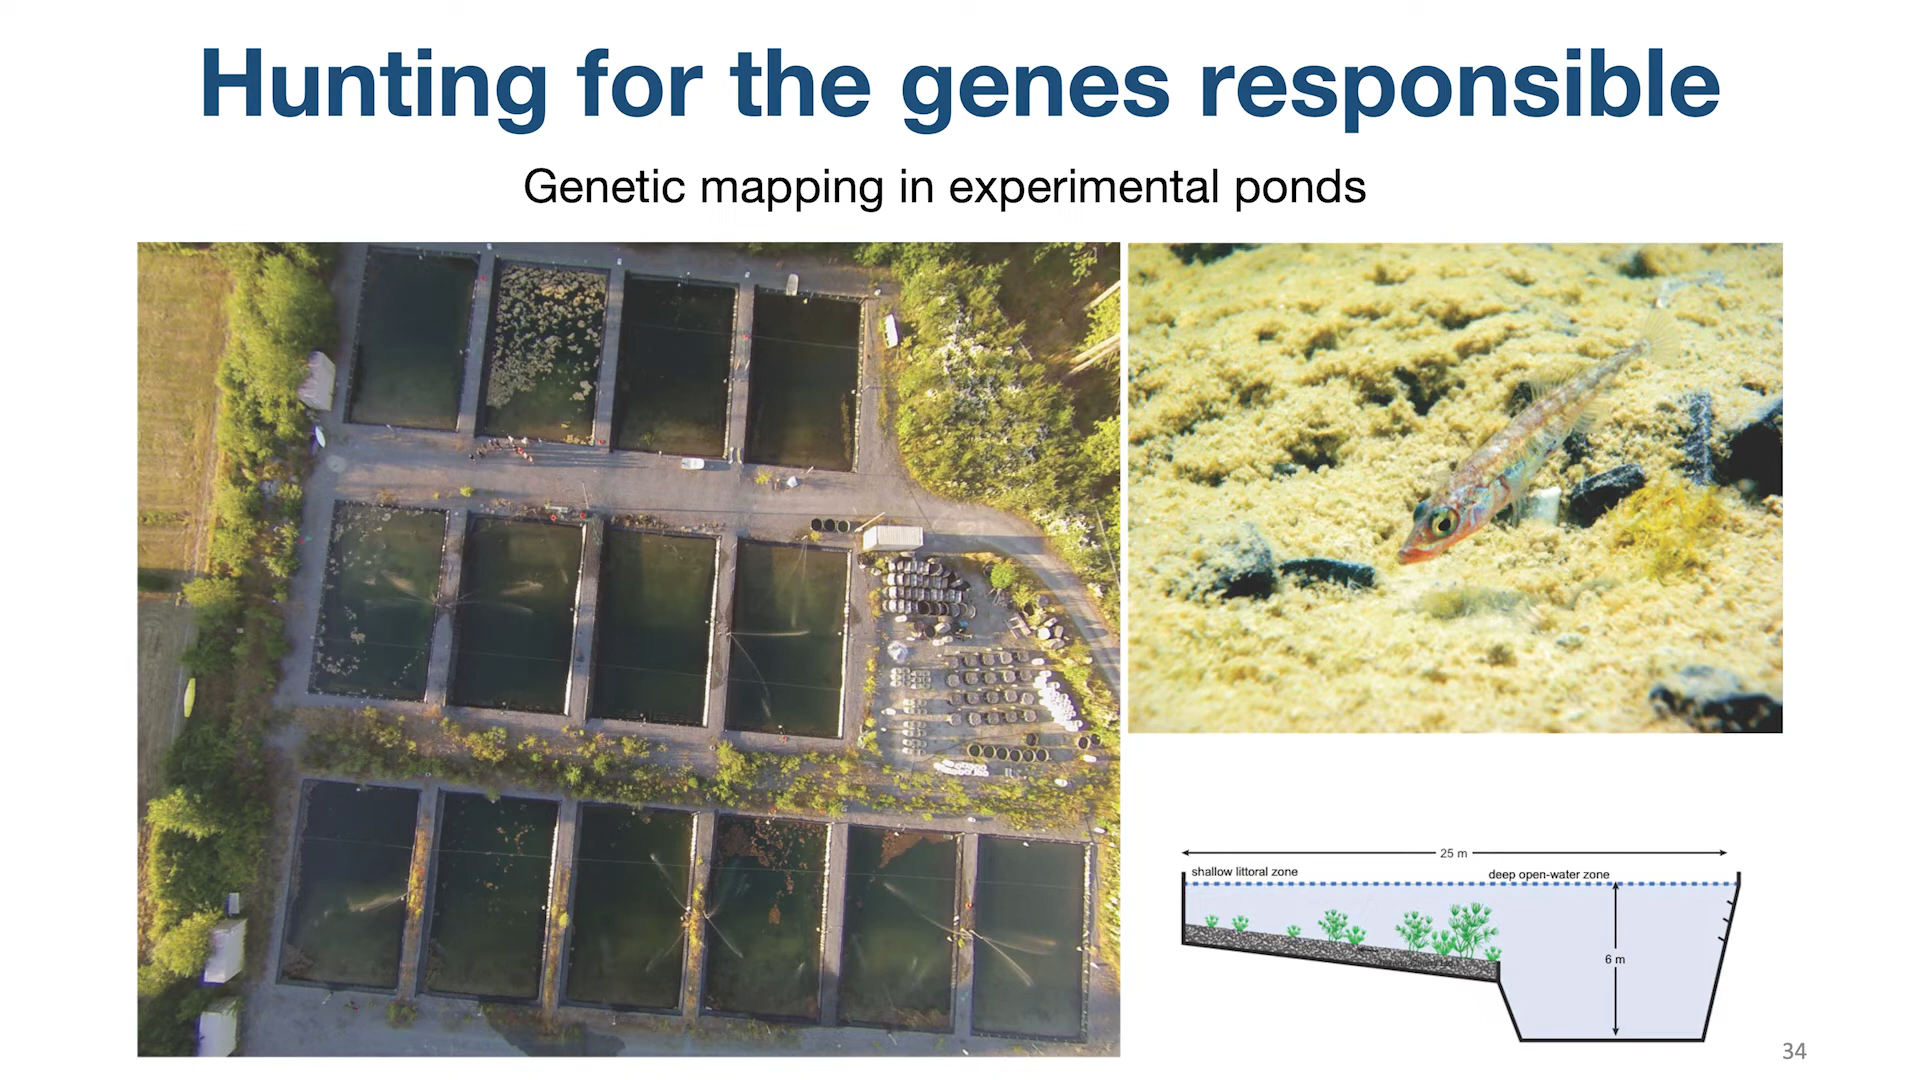 Hunting for the genes responsible
Genetic mapping in experimental ponds
25 m
shallow littoral zone
deep open-water zone
6 m
34